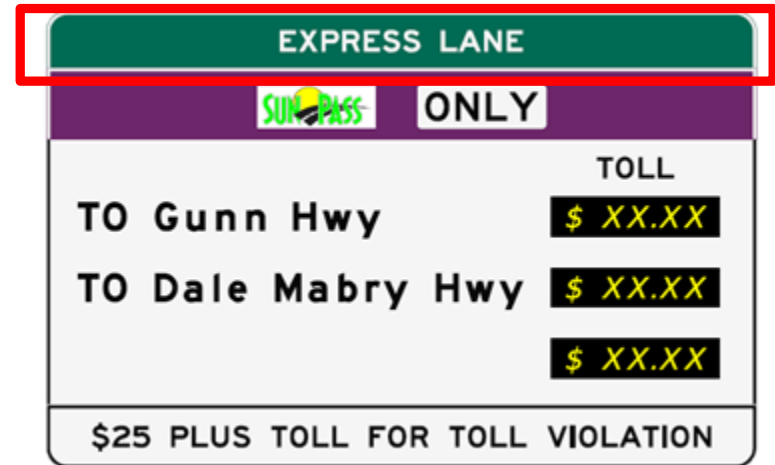 EXPRESS LANE
SUNPASS ONLY
TOLL
TO Gunn Hwy $ XX.XX
TO Dale Mabry Hwy $ XX.XX
$ XX.XX
$25 PLUS TOLL FOR TOLL VIOLATION